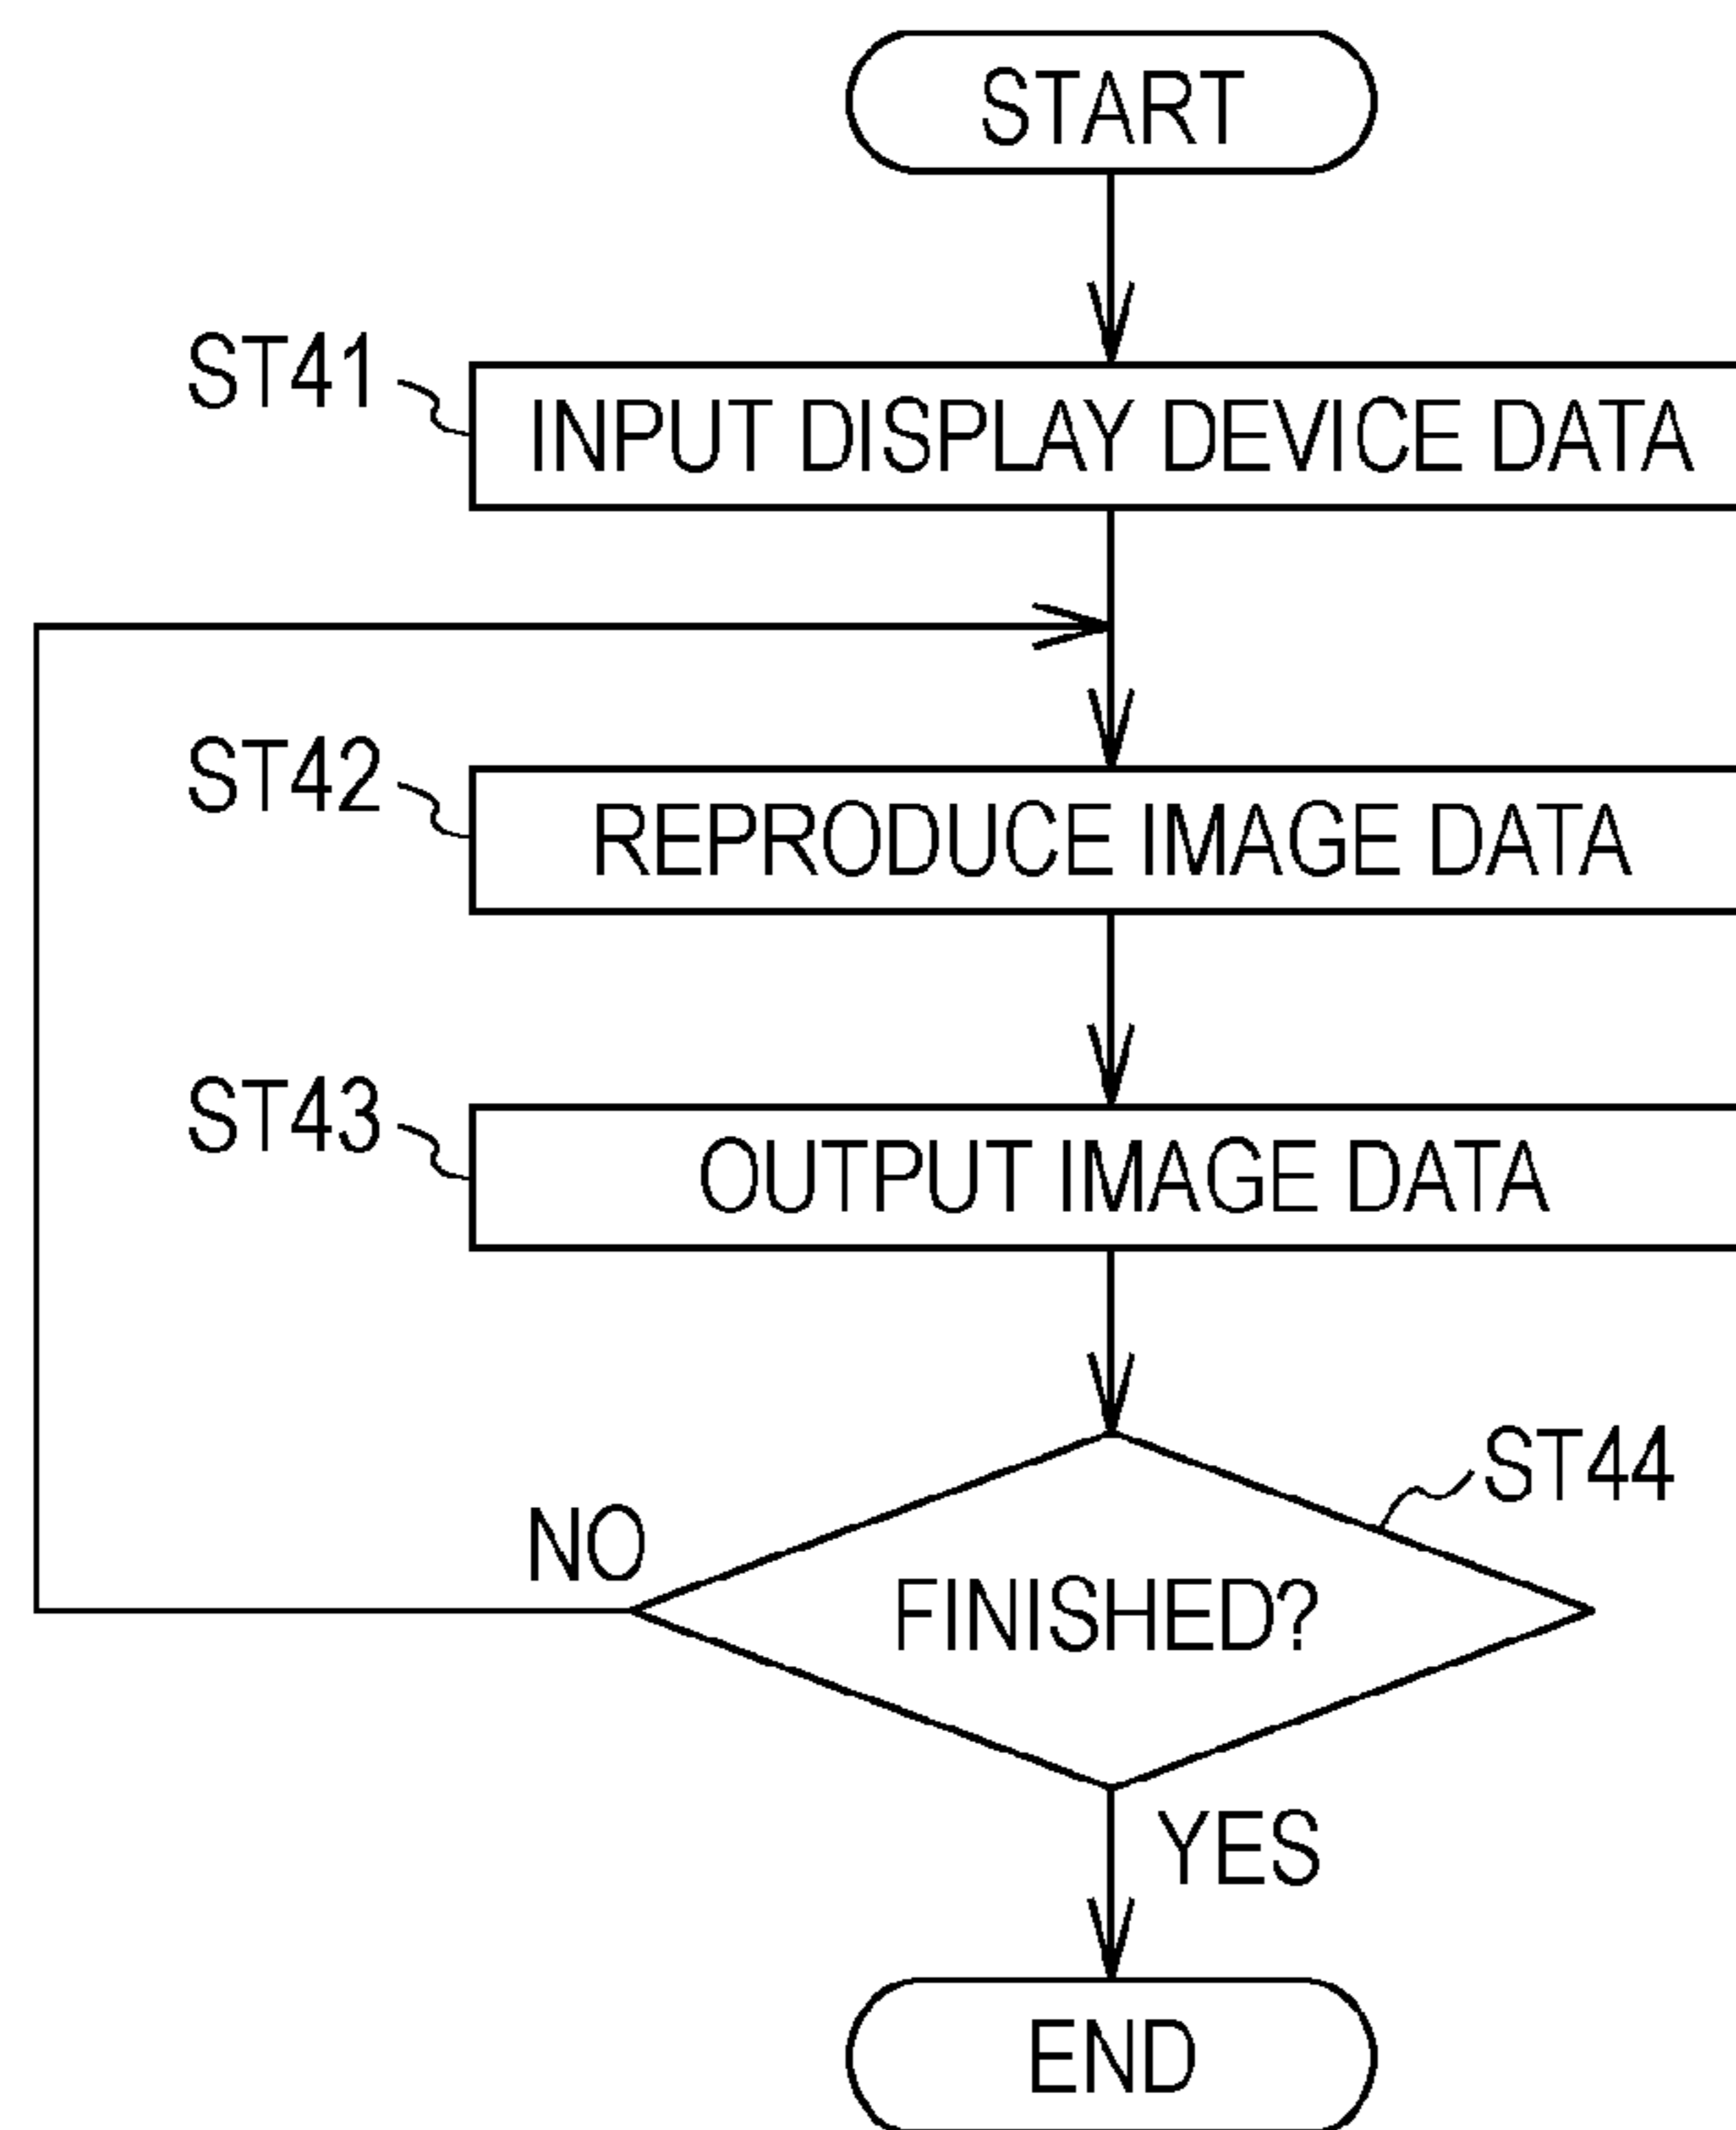 START
ST41
INPUT DISPLAY DEVICE DATA
ST42
REPRODUCE IMAGE DATA
ST43
OUTPUT IMAGE DATA
ST44
NO
FINISHED?
YES
END